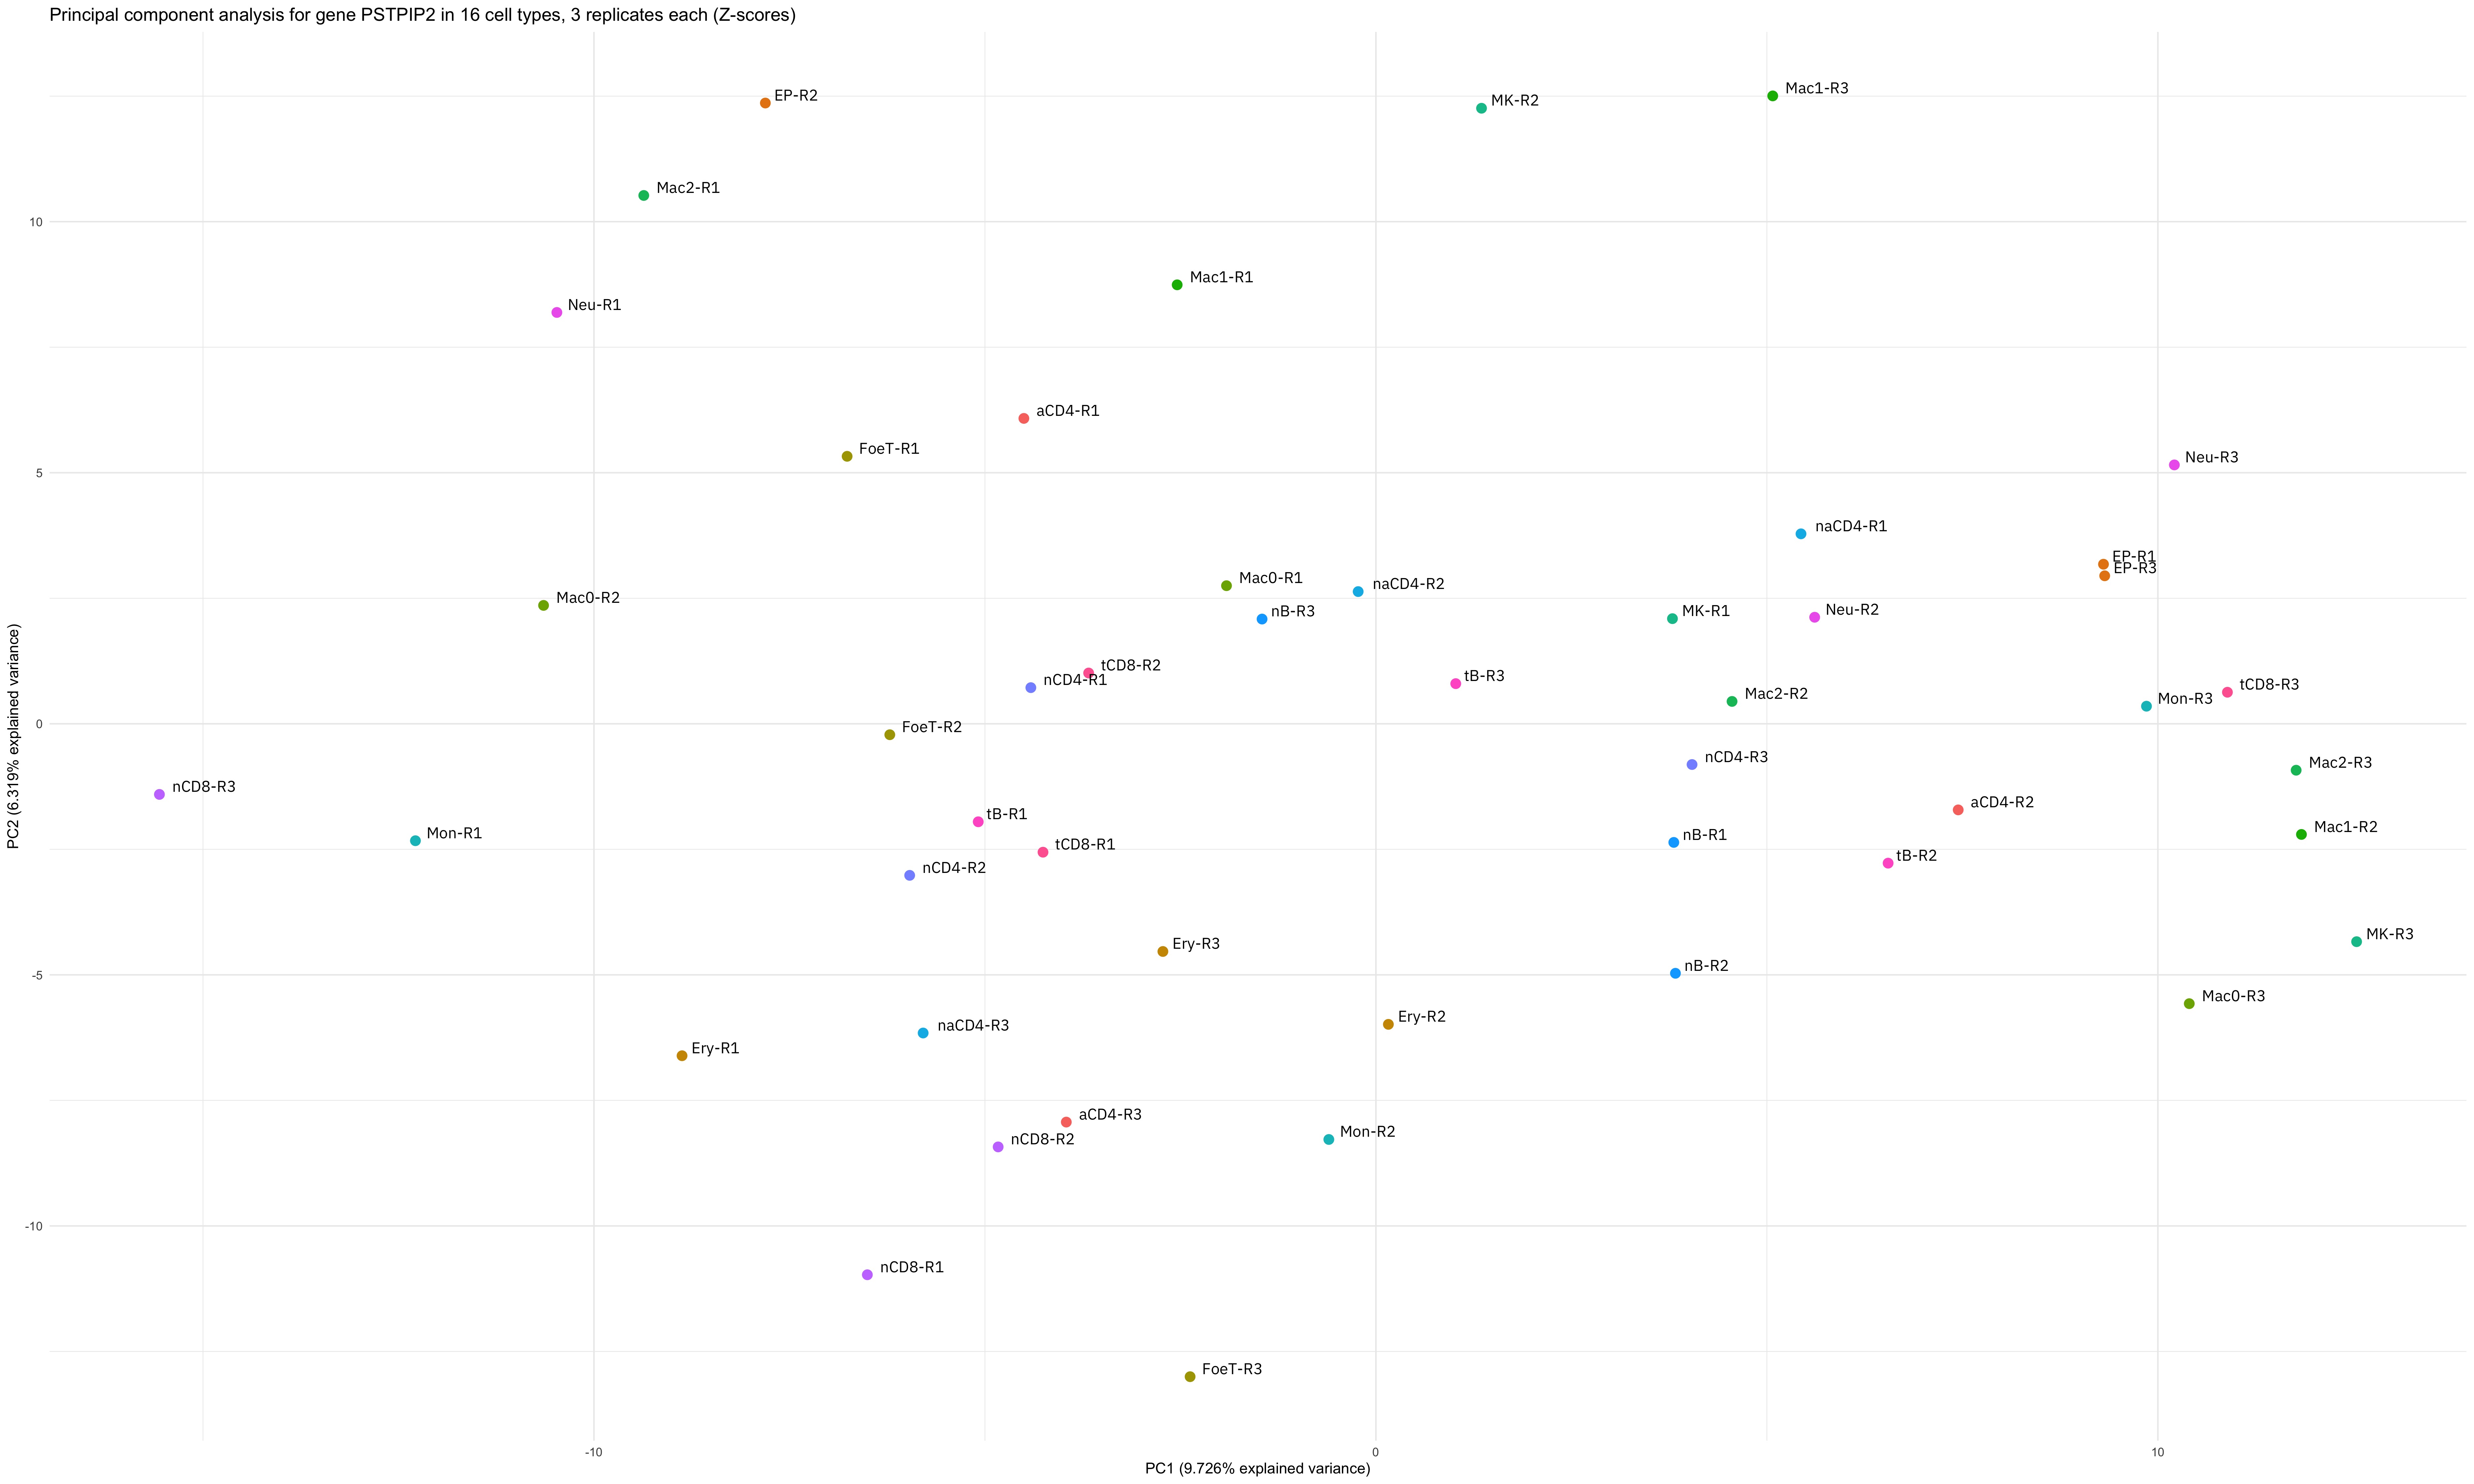 Principal component analysis for gene PSTPIP2 in 16 cell types, 3 replicates each (Z-scores)
Mac1-R3
EP-R2
MK-R2
Mac2-R1
10
Mac1-R1
Neu-R1
aCD4-R1
FoeT-R1
Neu-R3
5
naCD4-R1
EP-R1
EP-R3
Mac0-R1
naCD4-R2
Mac0-R2
nB-R3
MK-R1
Neu-R2
tCD8-R2
nCD4-R1
tB-R3
tCD8-R3
Mac2-R2
Mon-R3
0
FoeT-R2
nCD4-R3
Mac2-R3
nCD8-R3
aCD4-R2
tB-R1
Mac1-R2
Mon-R1
nB-R1
tCD8-R1
tB-R2
nCD4-R2
MK-R3
Ery-R3
nB-R2
-5
Mac0-R3
Ery-R2
naCD4-R3
Ery-R1
aCD4-R3
Mon-R2
nCD8-R2
-10
nCD8-R1
FoeT-R3
PC2 (6.319% explained variance)
-10
0
10
PC1 (9.726% explained variance)